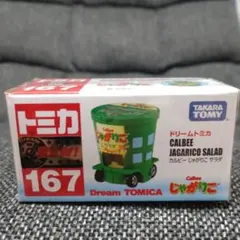 トミカ
167
TAKARA
TOMY
ドリームトミカ
CALBEE
JAGARICO SALAD
カルビー じゃがりこ サラダ
Dream TOMICA
Calbee
じゃがりこ